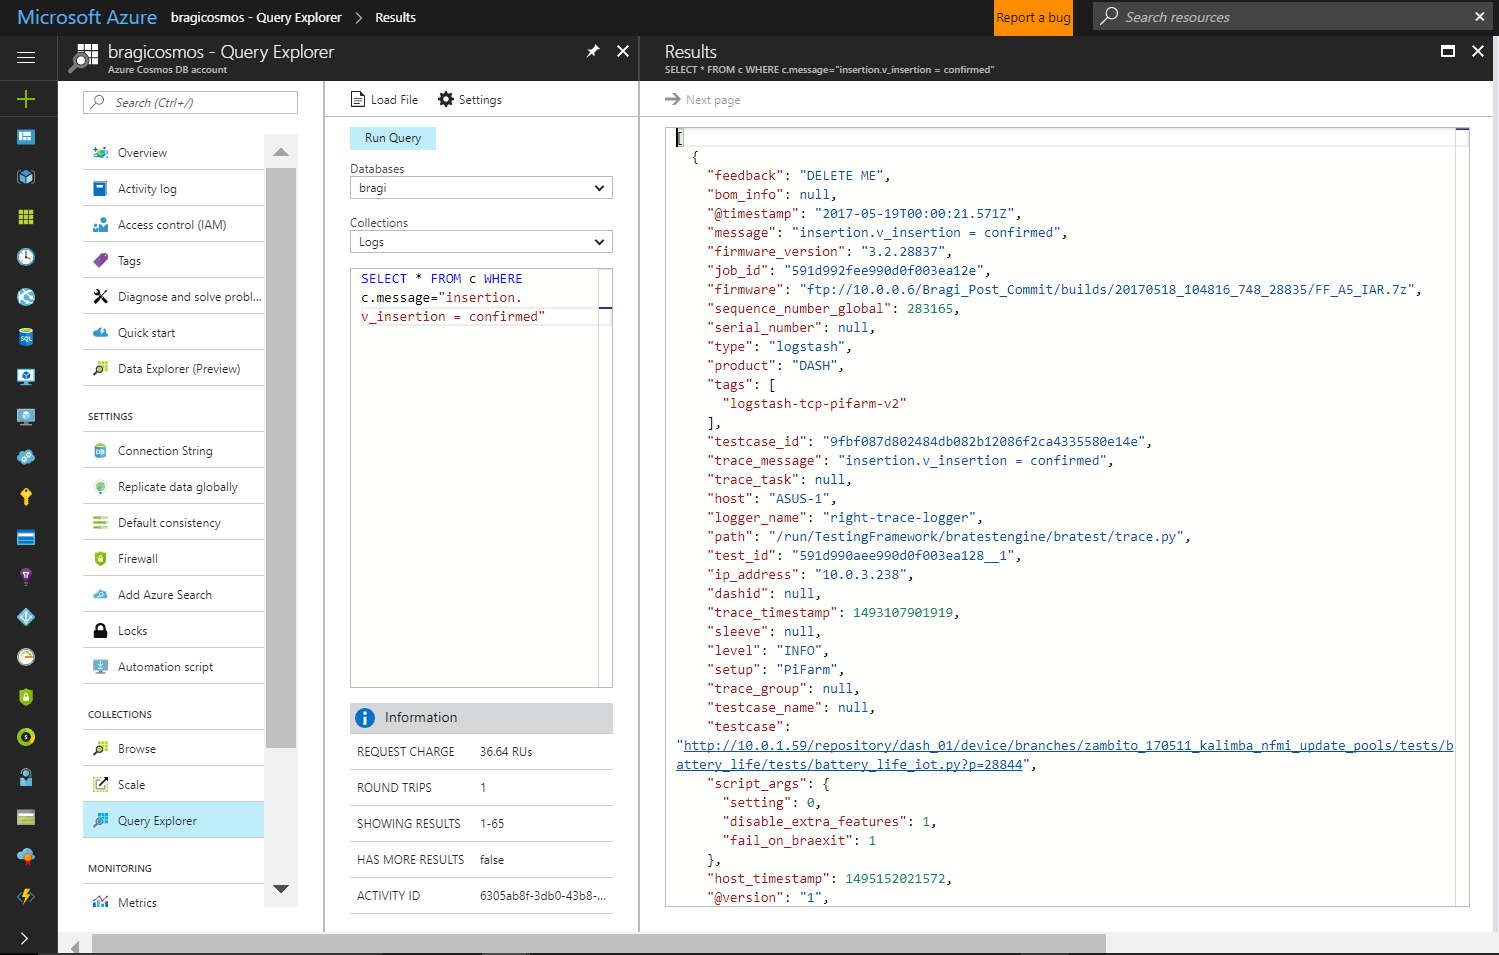 Microsoft Azure bragicosmos - Query Explorer > Results
Report a bug
Search resources
bragicosmos - Query Explorer
Azure Cosmos DB account
Search (Ctrl+/)
Overview
Activity log
Access control (IAM)
Tags
Diagnose and solve probl...
Quick start
Data Explorer (Preview)
SETTINGS
Connection String
Replicate data globally
Default consistency
Firewall
Add Azure Search
Locks
Automation script
COLLECTIONS
Browse
Scale
Query Explorer
MONITORING
Metrics
Load File
Settings
Run Query
Databases
bragi
Collections
Logs
SELECT * FROM c WHERE
c.message="insertion.
v_insertion = confirmed"
Information
REQUEST CHARGE 36.64 RUs
ROUND TRIPS 1
SHOWING RESULTS 1-65
HAS MORE RESULTS false
ACTIVITY ID 6305ab8f-3db0-43b8-...
Results
SELECT * FROM c WHERE c.message="insertion.v_insertion = confirmed"
Next page
[
{
"feedback": "DELETE ME",
"bom_info": null,
"@timestamp": "2017-05-19T00:00:21.571Z",
"message": "insertion.v_insertion = confirmed",
"firmware_version": "3.2.28837",
"job_id": "591d992fee990d0f003ea12e",
"firmware": "ftp://10.0.0.6/Bragi_Post_Commit/builds/20170518_104816_748_28835/FF_A5_IAR.7z",
"sequence_number_global": 283165,
"serial_number": null,
"type": "logstash",
"product": "DASH",
"tags": [
"logstash-tcp-pifarm-v2"
],
"testcase_id": "9fbf087d802484db082b12086f2ca4335580e14e",
"trace_message": "insertion.v_insertion = confirmed",
"trace_task": null,
"host": "ASUS-1",
"logger_name": "right-trace-logger",
"path": "/run/TestingFramework/bratestengine/bratest/trace.py",
"test_id": "591d990aee990d0f003ea128__1",
"ip_address": "10.0.3.238",
"dashid": null,
"trace_timestamp": 1493107901919,
"sleeve": null,
"level": "INFO",
"setup": "PiFarm",
"trace_group": null,
"testcase_name": null,
"testcase":
"http://10.0.1.59/repository/dash_01/device/branches/zambito_170511_kalimba_nfmi_update_pools/tests/b
attery_life/tests/battery_life_iot.py?p=28844",
"script_args": {
"setting": 0,
"disable_extra_features": 1,
"fail_on_braexit": 1
},
"host_timestamp": 1495152021572,
"@version": "1",